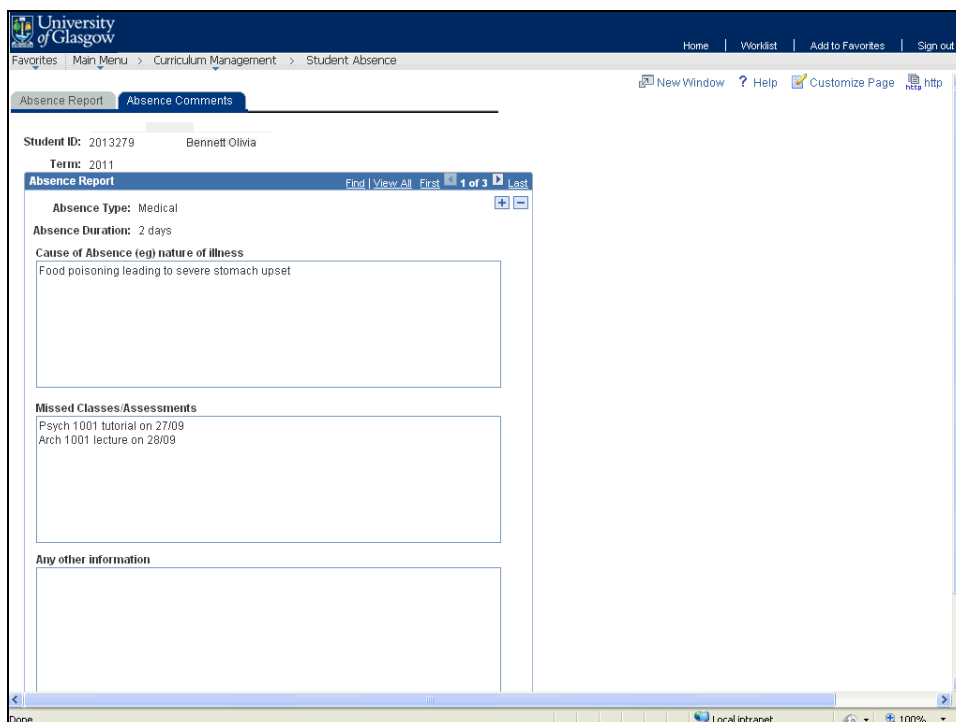 University
of Glasgow
Home | Worklist | Add to Favorites | Sign out
Favorites | Main Menu > Curriculum Management > Student Absence
New Window ? Help Customize Page http
Absence Report Absence Comments
Student ID: 2013279 Bennett Olivia
Term: 2011
Absence Report Find | View All First 1 of 3 Last
Absence Type: Medical
Absence Duration: 2 days
Cause of Absence (eg) nature of illness
Food poisoning leading to severe stomach upset
Missed Classes/Assessments
Psych 1001 tutorial on 27/09
Arch 1001 lecture on 28/09
Any other information
Done Local intranet 100%